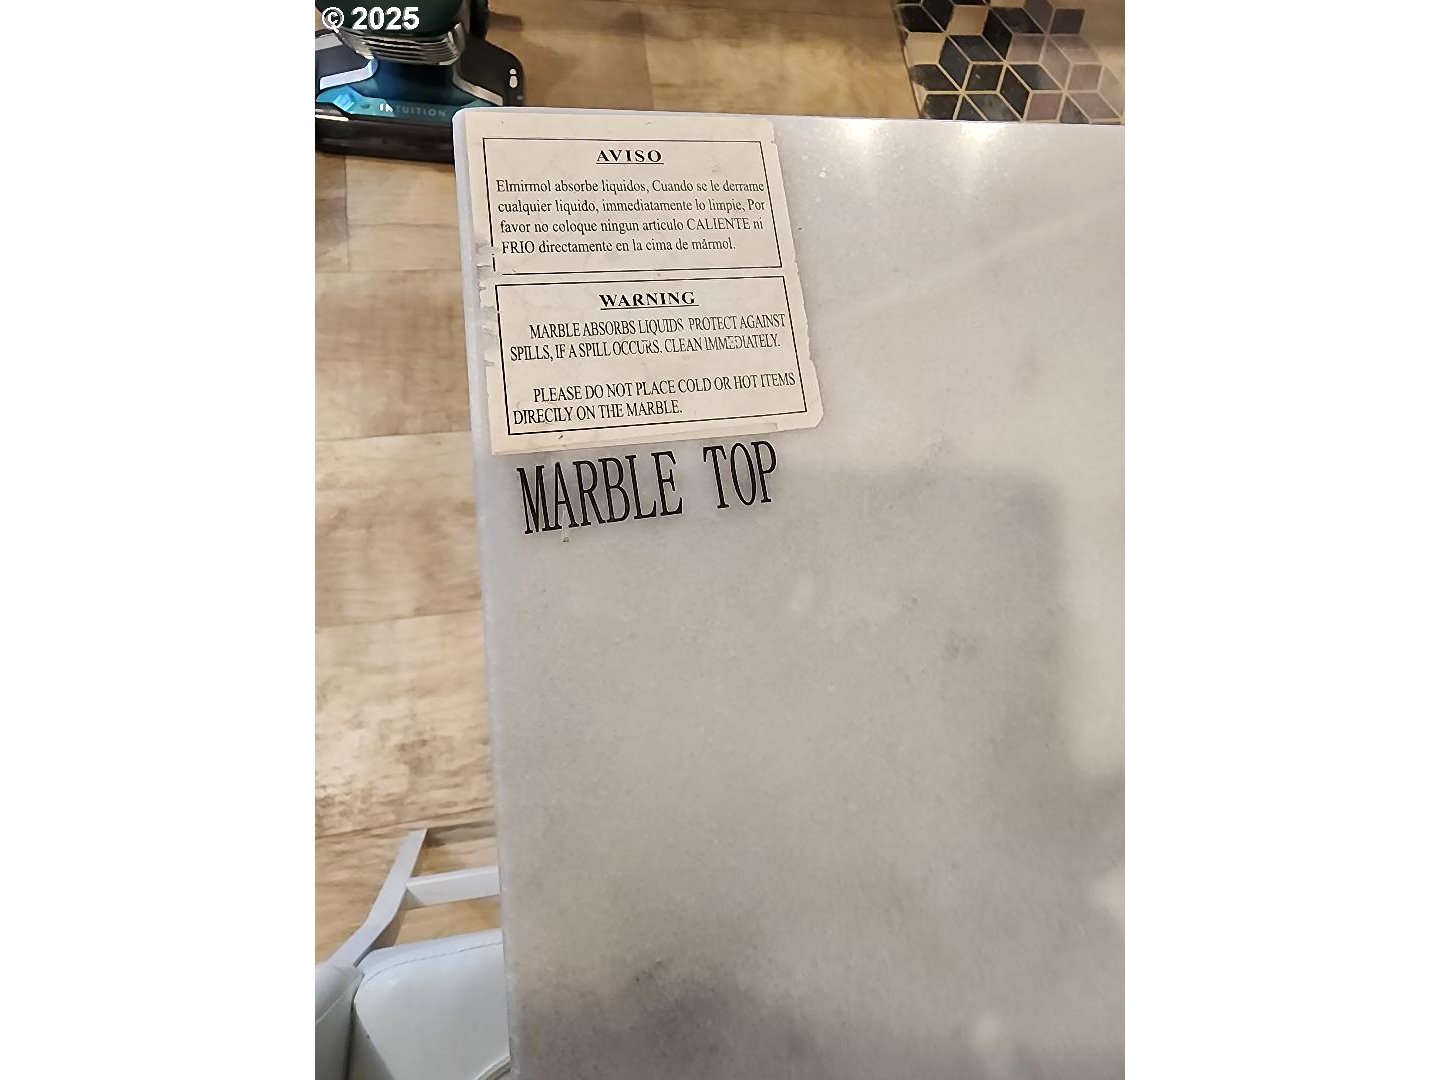 © 2025
INTUITION
AVISO
Elmirmol absorbe liquidos, Cuando se le derrame
cualquier liquido, immediatamente lo limpie, Por
favor no coloque ningun articulo CALIENTE ni
FRIO directamente en la cima de mármol.
WARNING
MARBLE ABSORBS LIQUIDS PROTECT AGAINST
SPILLS, IF A SPILL OCCURS. CLEAN IMMEDIATELY.
PLEASE DO NOT PLACE COLD OR HOT ITEMS
DIRECILY ON THE MARBLE.
MARBLE TOP